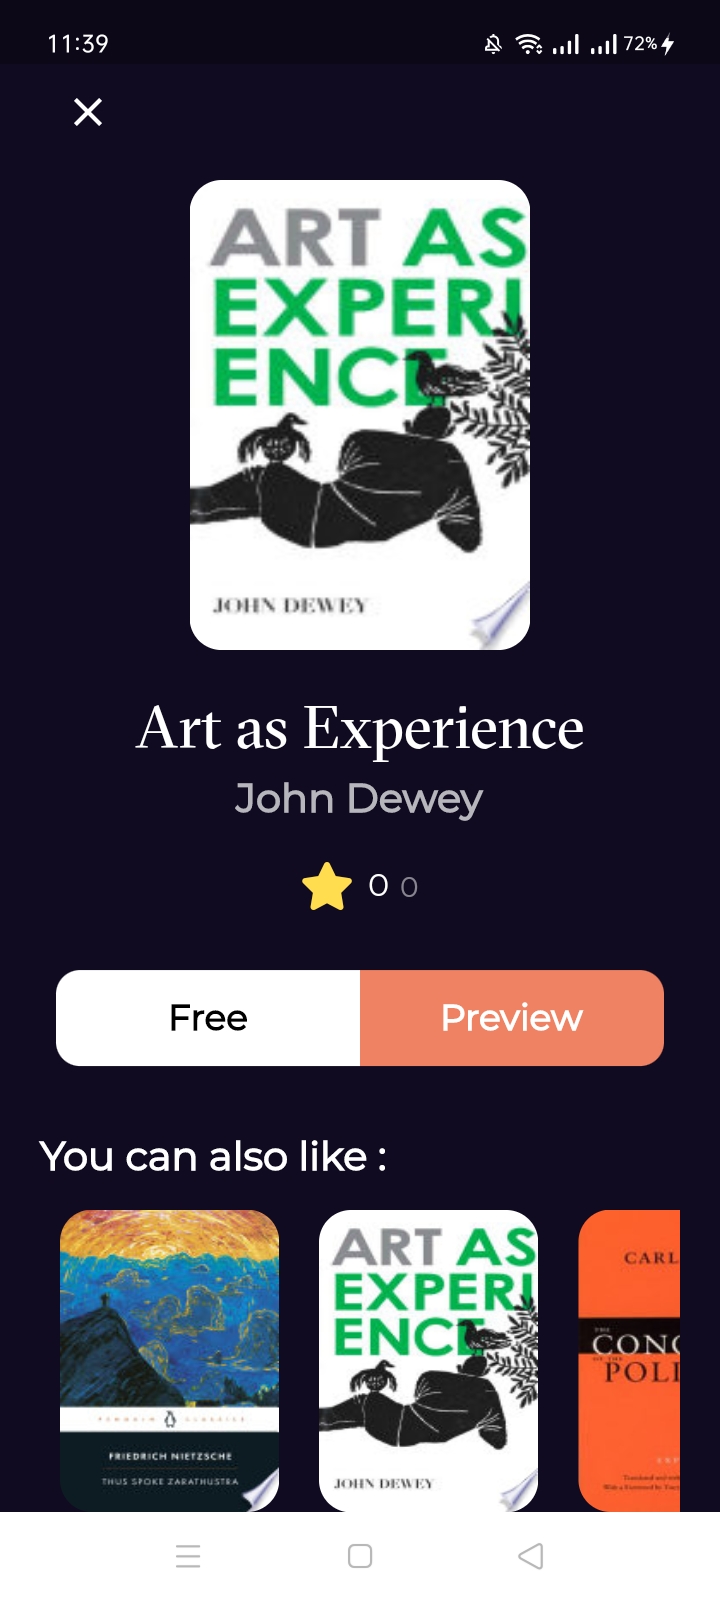 11:39
72%
ART AS
EXPERI
ENCE
JOHN DEWEY
Art as Experience
John Dewey
0 0
Free
Preview
You can also like :
PENGUIN CLASSICS
FRIEDRICH NIETZSCHE
THUS SPOKE ZARATHUSTRA
ART AS
EXPERI
ENCE
JOHN DEWEY
CARL
THE
CONC
OF THE
POLI